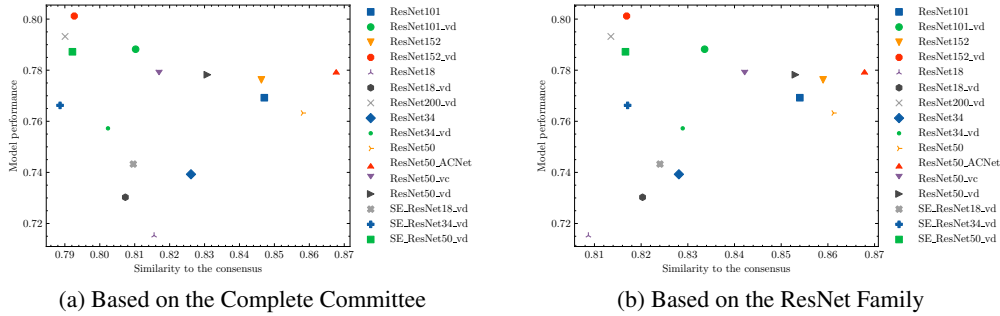 0.80
0.78
0.76
0.74
0.72
Model performance
0.79 0.80 0.81 0.82 0.83 0.84 0.85 0.86 0.87
Similarity to the consensus
ResNet101
ResNet101_vd
ResNet152
ResNet152_vd
ResNet18
ResNet18_vd
ResNet200_vd
ResNet34
ResNet34_vd
ResNet50
ResNet50_ACNet
ResNet50_vc
ResNet50_vd
SE_ResNet18_vd
SE_ResNet34_vd
SE_ResNet50_vd
(a) Based on the Complete Committee
0.80
0.78
0.76
0.74
0.72
Model performance
0.81 0.82 0.83 0.84 0.85 0.86 0.87
Similarity to the consensus
ResNet101
ResNet101_vd
ResNet152
ResNet152_vd
ResNet18
ResNet18_vd
ResNet200_vd
ResNet34
ResNet34_vd
ResNet50
ResNet50_ACNet
ResNet50_vc
ResNet50_vd
SE_ResNet18_vd
SE_ResNet34_vd
SE_ResNet50_vd
(b) Based on the ResNet Family